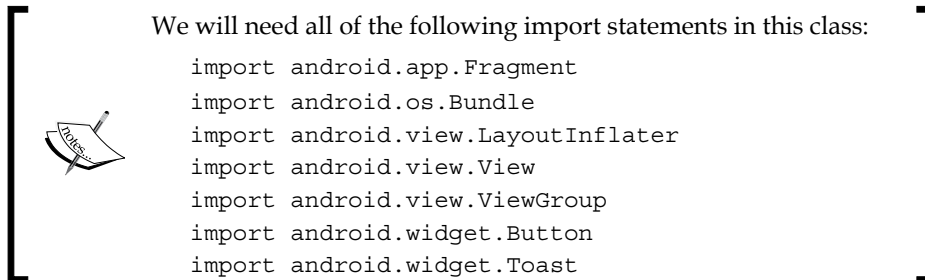 We will need all of the following import statements in this class:
import android.app.Fragment
import android.os.Bundle
import android.view.LayoutInflater
import android.view.View
import android.view.ViewGroup
import android.widget.Button
import android.widget.Toast
notes...